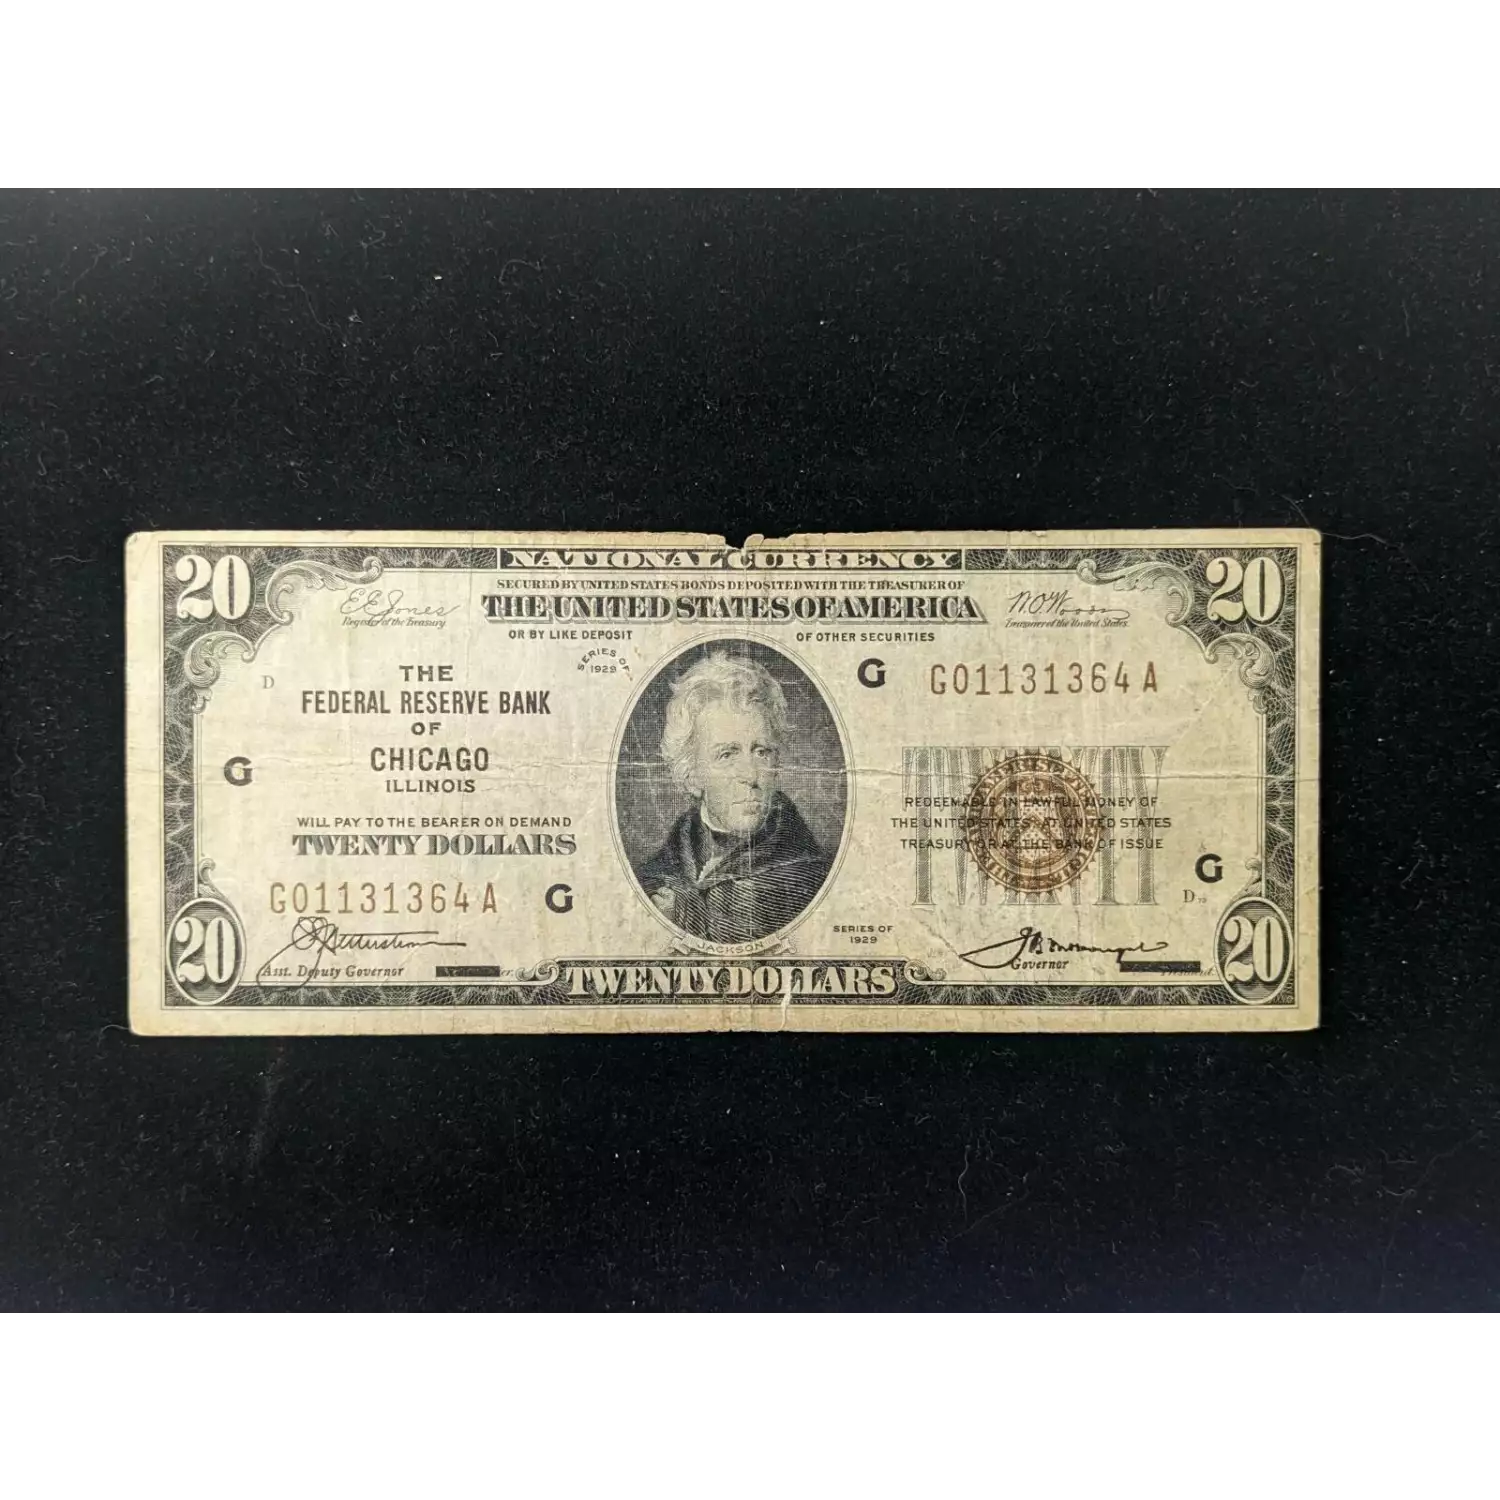 NATIONAL CURRENCY
SECURED BY UNITED STATES BONDS DEPOSITED WITH THE TREASURER OF
THE UNITED STATES OF AMERICA
OR BY LIKE DEPOSIT OF OTHER SECURITIES
20
20
E E Jones
Register of the Treasury.
W.O. Woods
Treasurer of the United States.
SERIES OF
1929
D
THE
FEDERAL RESERVE BANK
OF
CHICAGO
ILLINOIS
G
WILL PAY TO THE BEARER ON DEMAND
TWENTY DOLLARS
G01131364A
G
Asst. Deputy Governor
20
JACKSON
G
G01131364A
TWENTY
REDEEMABLE IN LAWFUL MONEY OF
THE UNITED STATES AT UNITED STATES
TREASURY OR AT THE BANK OF ISSUE
G
D
SERIES OF
1929
Governor
20
TWENTY DOLLARS